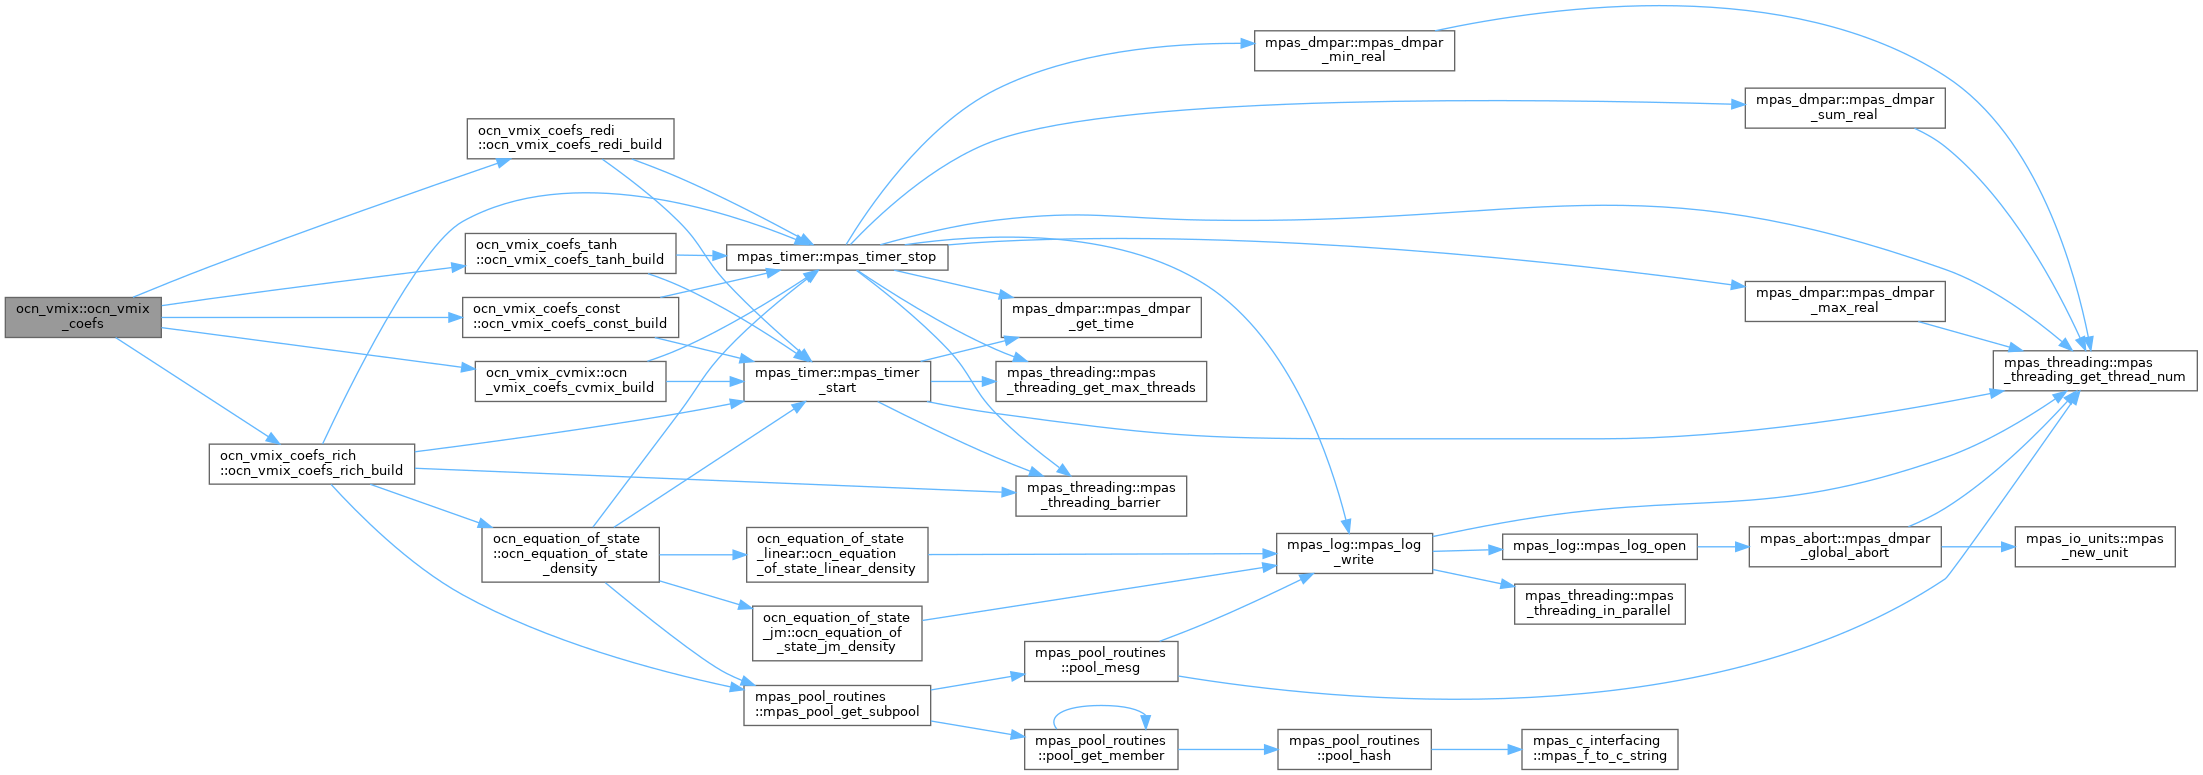 ocn_vmix::ocn_vmix
_coefs
ocn_vmix_coefs_redi
::ocn_vmix_coefs_redi_build
ocn_vmix_coefs_tanh
::ocn_vmix_coefs_tanh_build
ocn_vmix_coefs_const
::ocn_vmix_coefs_const_build
ocn_vmix_cvmix::ocn
_vmix_coefs_cvmix_build
ocn_vmix_coefs_rich
::ocn_vmix_coefs_rich_build
ocn_equation_of_state
::ocn_equation_of_state
_density
mpas_timer::mpas_timer_stop
mpas_timer::mpas_timer
_start
ocn_equation_of_state
_linear::ocn_equation
_of_state_linear_density
ocn_equation_of_state
_jm::ocn_equation_of
_state_jm_density
mpas_pool_routines
::mpas_pool_get_subpool
mpas_dmpar::mpas_dmpar
_get_time
mpas_threading::mpas
_threading_get_max_threads
mpas_threading::mpas
_threading_barrier
mpas_pool_routines
::pool_mesg
mpas_pool_routines
::pool_get_member
mpas_dmpar::mpas_dmpar
_min_real
mpas_log::mpas_log
_write
mpas_pool_routines
::pool_hash
mpas_log::mpas_log_open
mpas_threading::mpas
_threading_in_parallel
mpas_c_interfacing
::mpas_f_to_c_string
mpas_dmpar::mpas_dmpar
_sum_real
mpas_dmpar::mpas_dmpar
_max_real
mpas_abort::mpas_dmpar
_global_abort
mpas_threading::mpas
_threading_get_thread_num
mpas_io_units::mpas
_new_unit